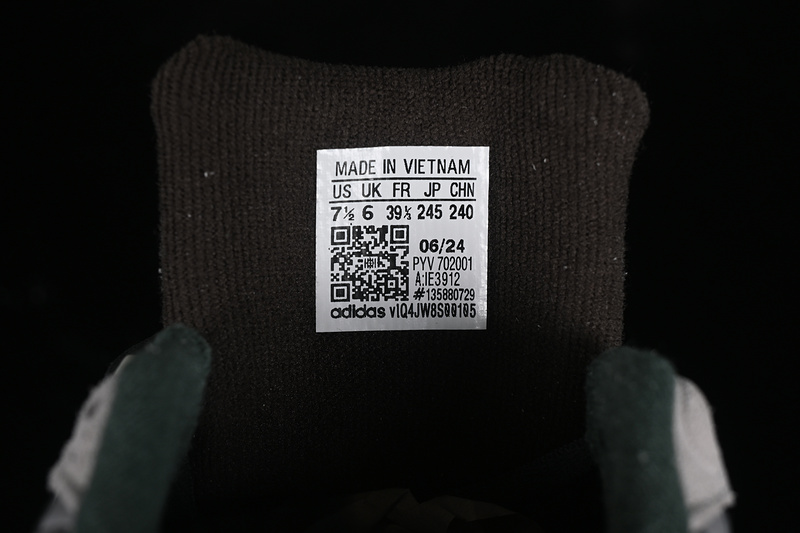 MADE IN VIETNAM
US UK FR JP CHN
7½ 6 39⅓ 245 240
06/24
PYV 702001
A:IE3912
#135880729
adidas vIQ4JW8S00105